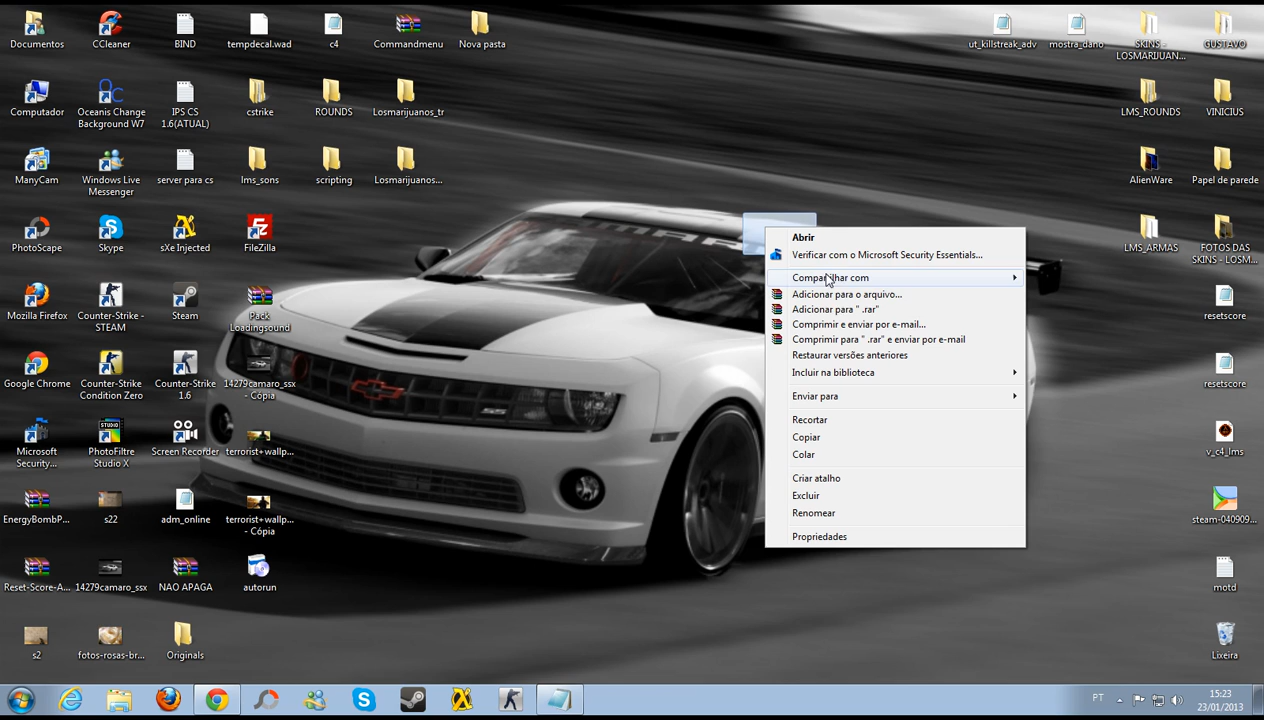 Documentos
CCleaner
BIND
tempdecal.wad
c4
Commandmenu
Nova pasta
ut_killstreak_adv
mostra_dano
SKINS -
LOSMARIJUAN...
GUSTAVO
Computador
Oceanis Change
Background W7
IPS CS
1.6(ATUAL)
cstrike
ROUNDS
Losmarijuanos_tr
LMS_ROUNDS
VINICIUS
ManyCam
Windows Live
Messenger
server para cs
lms_sons
scripting
Losmarijuanos...
AlienWare
Papel de parede
PhotoScape
Skype
sXe Injected
FileZilla
LMS_ARMAS
FOTOS DAS
SKINS - LOSM...
Mozilla Firefox
Counter-Strike -
STEAM
Steam
Pack
Loadingsound
resetscore
Google Chrome
Counter-Strike
Condition Zero
Counter-Strike
1.6
14279camaro_ssx
- Cópia
resetscore
Microsoft
Security...
PhotoFiltre
Studio X
Screen Recorder
terrorist+wallp...
v_c4_lms
EnergyBombP...
s22
adm_online
terrorist+wallp...
- Cópia
steam-040909...
Reset-Score-A...
14279camaro_ssx
NAO APAGA
autorun
motd
s2
fotos-rosas-br...
Originals
Lixeira
Abrir
Verificar com o Microsoft Security Essentials...
Compartilhar com
Adicionar para o arquivo...
Adicionar para " .rar"
Comprimir e enviar por e-mail...
Comprimir para " .rar" e enviar por e-mail
Restaurar versões anteriores
Incluir na biblioteca
Enviar para
Recortar
Copiar
Colar
Criar atalho
Excluir
Renomear
Propriedades
PT
15:23
23/01/2013